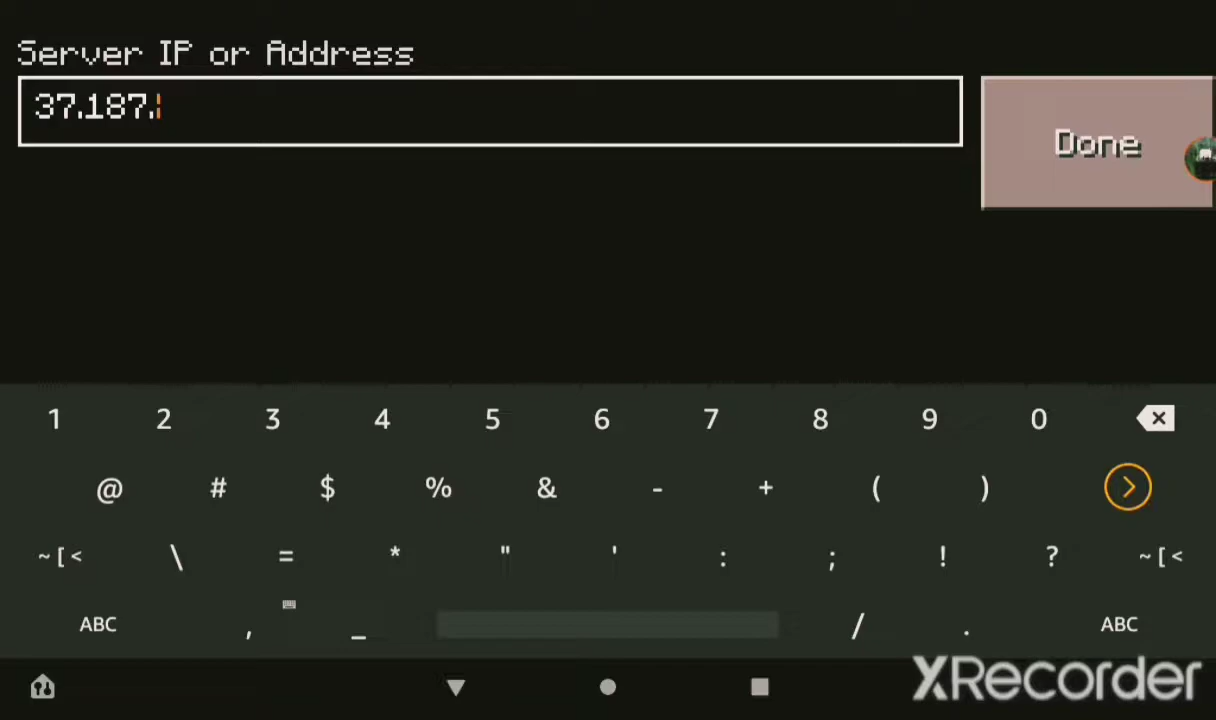 Server IP or Address
37.187.
Done
1 2 3 4 5 6 7 8 9 0
@ # $ % & - + ( )
~[< \ = * " ' : ; ! ? ~[<
ABC , _ / . ABC
XRecorder